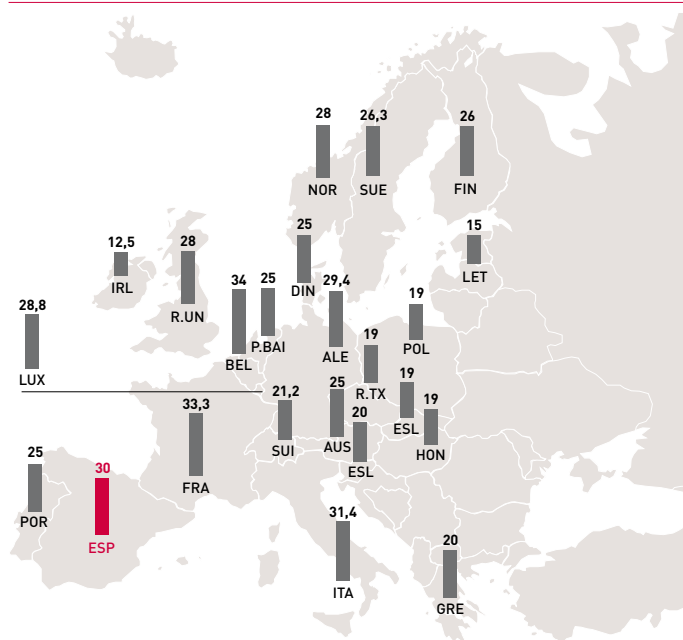 28
NOR
26,3
SUE
26
FIN
12,5
IRL
28
R.UN
25
DIN
15
LET
28,8
LUX
34
BEL
25
P.BAI
29,4
ALE
19
POL
19
R.TX
19
ESL
19
HON
33,3
FRA
21,2
SUI
25
AUS
20
ESL
25
POR
30
ESP
31,4
ITA
20
GRE